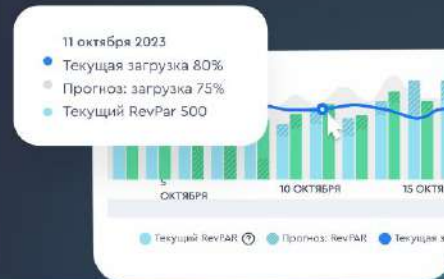 11 октября 2023
Текущая загрузка 80%
Прогноз: загрузка 75%
Текущий RevPar 500
5
ОКТЯБРЯ
10 ОКТЯБРЯ
15 ОКТЯ
Текущий RevPAR
Прогноз: RevPAR
Текущая з